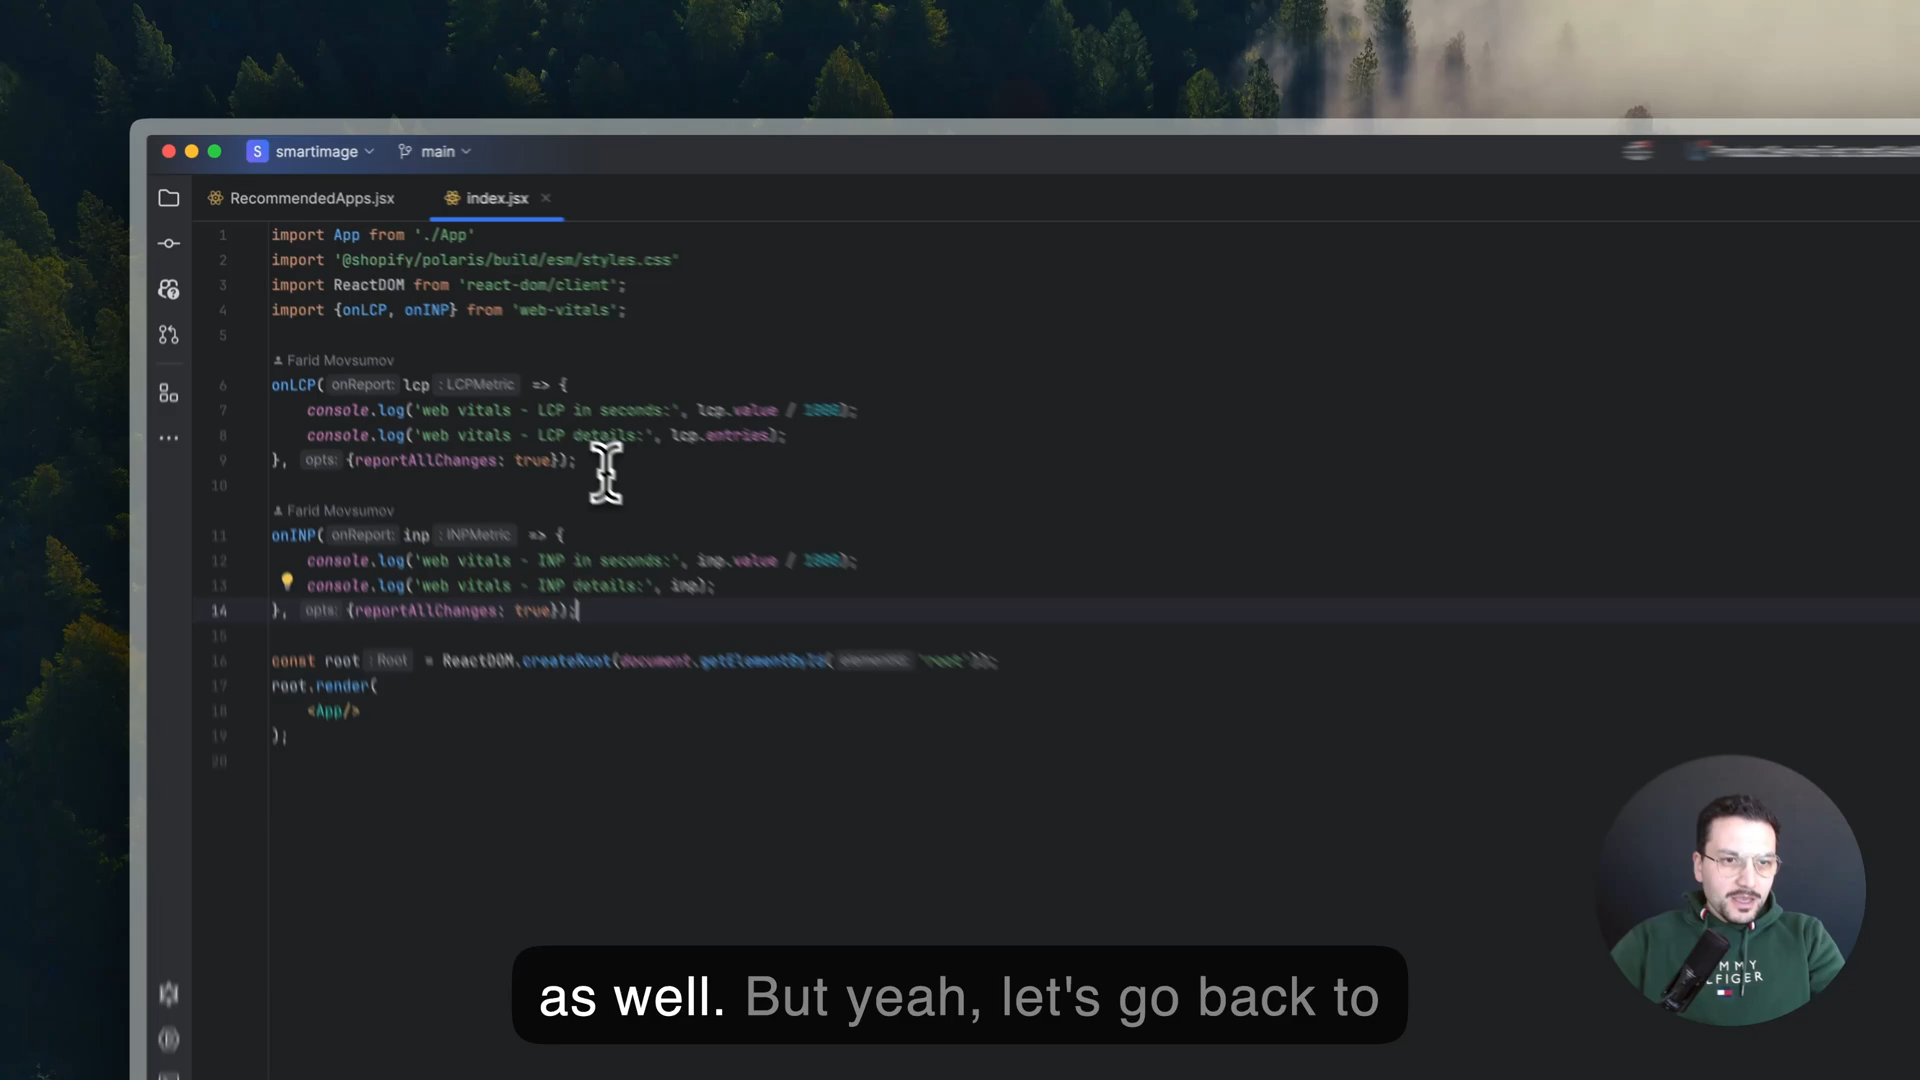 S smartimage main
RecommendedApps.jsx index.jsx
1 import App from './App'
2 import '@shopify/polaris/build/esm/styles.css'
3 import ReactDOM from 'react-dom/client';
4 import {onLCP, onINP} from 'web-vitals';
5
Farid Movsumov
6 onLCP( onReport: lcp : LCPMetric => {
7 console.log('web vitals - LCP in seconds:', lcp.value / 1000);
8 console.log('web vitals - LCP details:', lcp.entries);
9 }, opts: {reportAllChanges: true});
10
Farid Movsumov
11 onINP( onReport: inp : INPMetric => {
12 console.log('web vitals - INP in seconds:', inp.value / 1000);
13 console.log('web vitals - INP details:', inp);
14 }, opts: {reportAllChanges: true});
15
16 const root : Root = ReactDOM.createRoot(document.getElementById( elementId: 'root'));
17 root.render(
18 <App/>
19 );
20
MMY
LFIGER
as well. But yeah, let's go back to